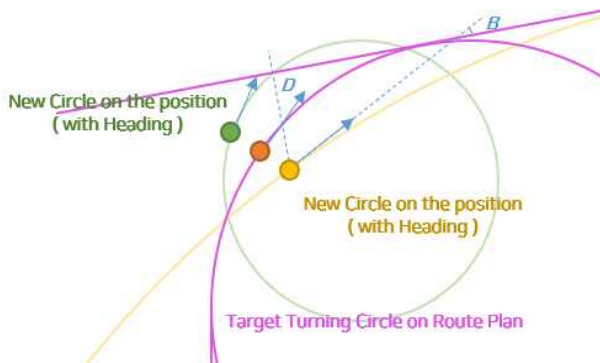 B
D
New Circle on the position
( with Heading )
New Circle on the position
( with Heading )
Target Turning Circle on Route Plan